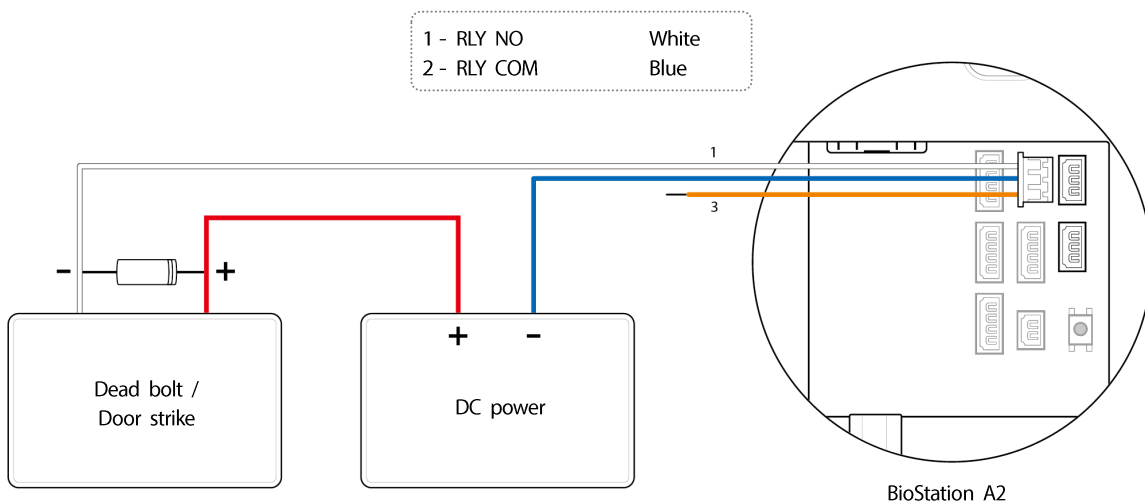 1 - RLY NO White
2 - RLY COM Blue
1
3
- +
+ -
Dead bolt /
Door strike
DC power
BioStation A2